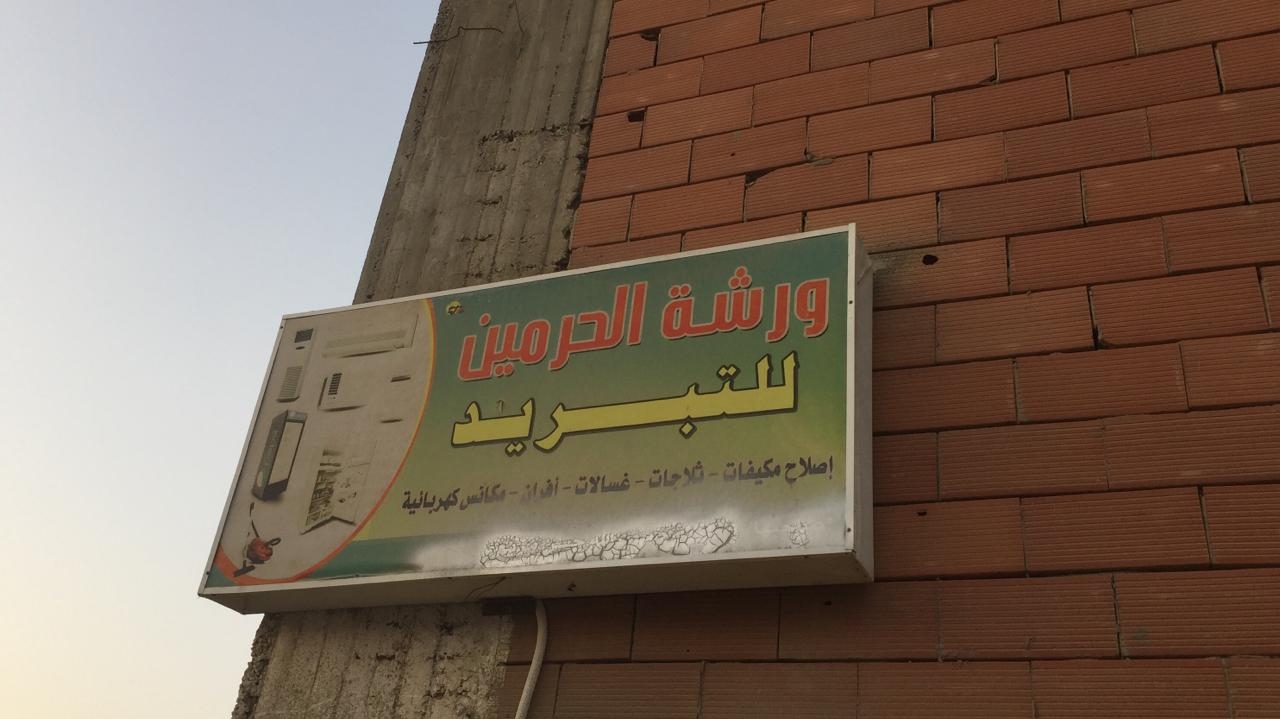 ورشة الحرمين
للتبريد
إصلاح مكيفات - ثلاجات - غسالات - أفران - مكانس كهربائية